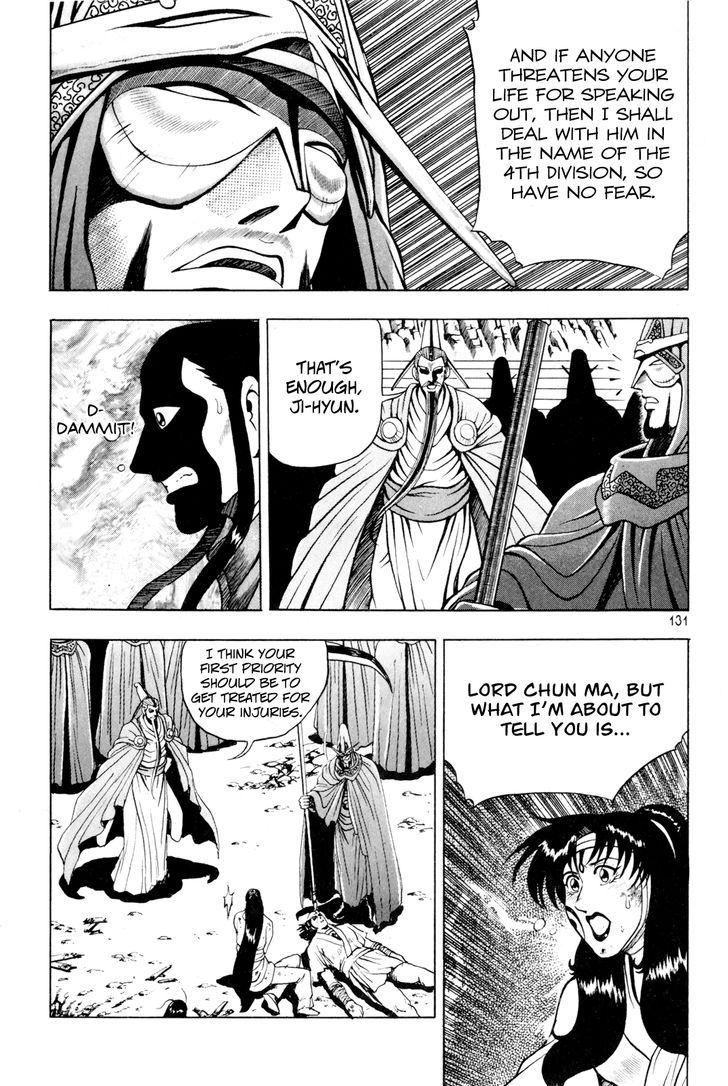 AND IF ANYONE
THREATENS YOUR
LIFE FOR SPEAKING
OUT, THEN I SHALL
DEAL WITH HIM IN
THE NAME OF THE
4TH DIVISION, SO
HAVE NO FEAR.
THAT'S
ENOUGH,
JI-HYUN.
D-
DAMMIT!
131
LORD CHUN MA, BUT
WHAT I'M ABOUT TO
TELL YOU IS...
I THINK YOUR
FIRST PRIORITY
SHOULD BE TO
GET TREATED FOR
YOUR INJURIES.